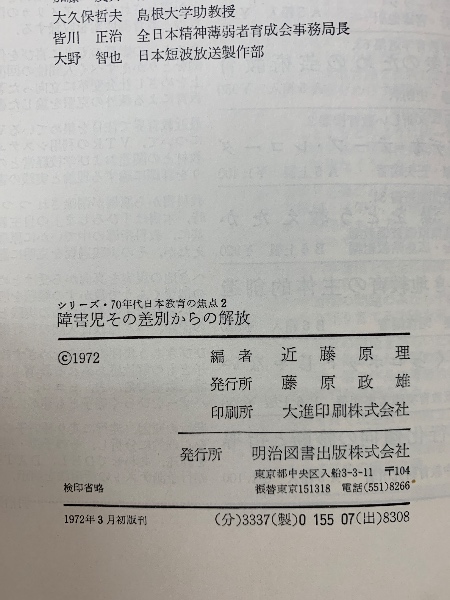 大久保哲夫 島根大学助教授
皆川 正治 全日本精神薄弱者育成会事務局長
大野 智也 日本短波放送製作部
シリーズ・70年代日本教育の焦点2
障害児その差別からの解放
©1972 編者 近藤原理
発行所 藤原政雄
印刷所 大進印刷株式会社
発行所 明治図書出版株式会社
東京都中央区入船3-3-11 〒104
検印省略 振替東京151318 電話(551)8266
1972年3月初版刊 (分)3337(製)0 155 07(出)8308